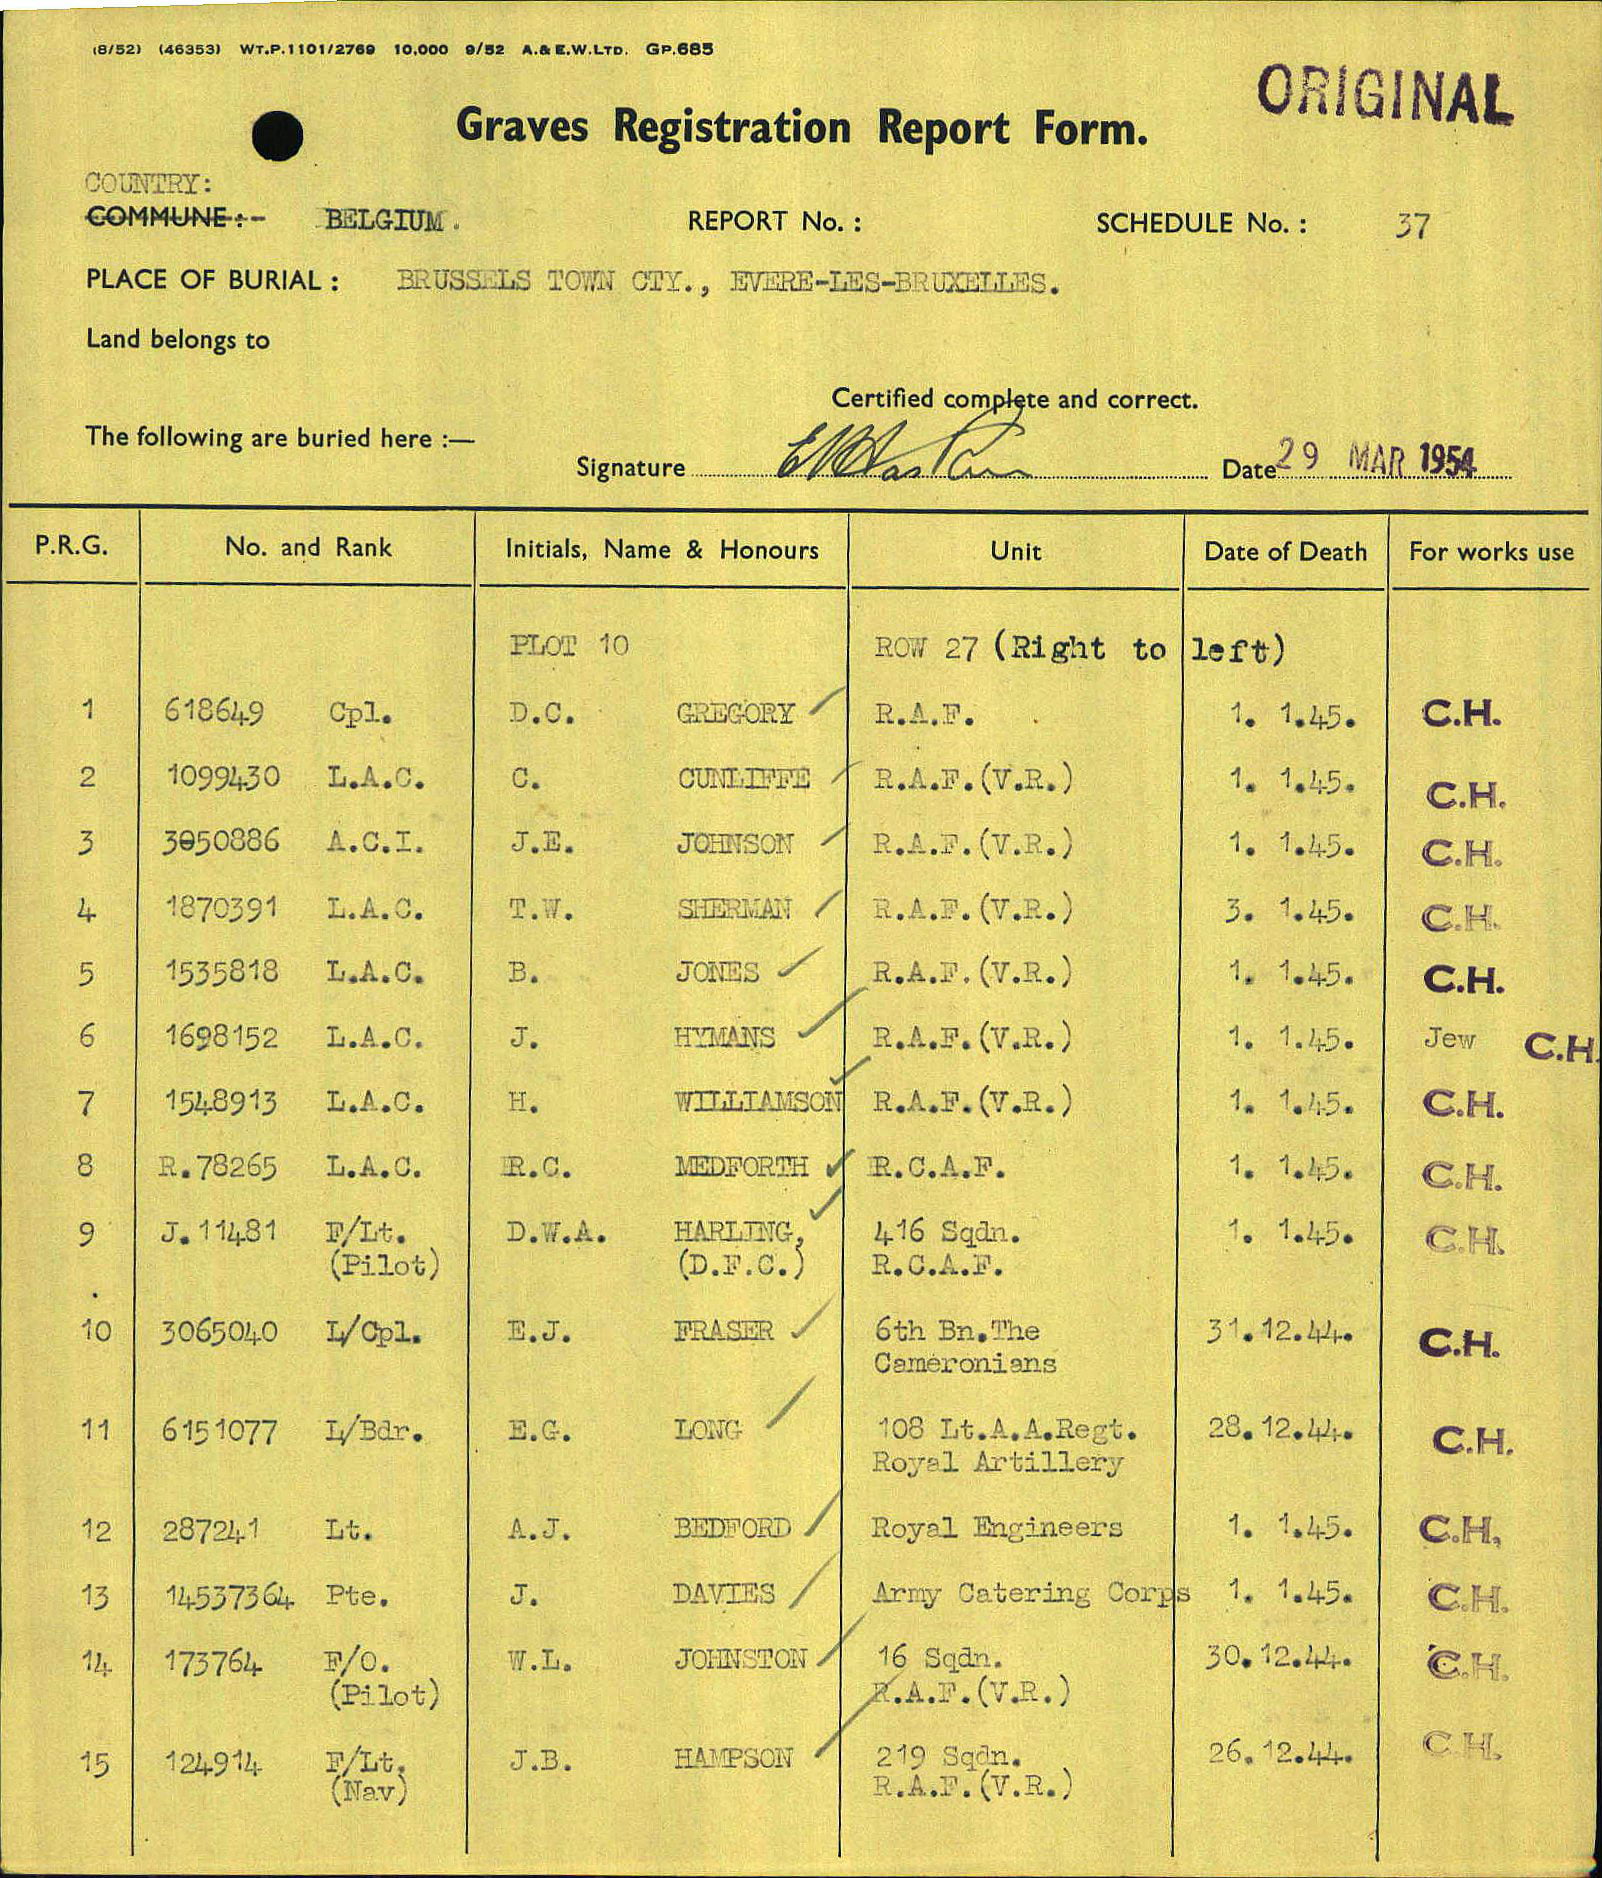 (8/52) (46353) WT.P.1101/2769 10,000 9/52 A.& E.W.LTD. GP.685
ORIGINAL
Graves Registration Report Form.
COUNTRY:
COMMUNE:- BELGIUM. REPORT No. : SCHEDULE No. : 37
PLACE OF BURIAL : BRUSSELS TOWN CTY., EVERE-LES-BRUXELLES.
Land belongs to
Certified complete and correct.
The following are buried here :—
Signature Date 29 MAR 1954
P.R.G. No. and Rank Initials, Name & Honours Unit Date of Death For works use
PLOT 10 ROW 27 (Right to left)
1 618649 Cpl. D.C. GREGORY R.A.F. 1. 1.45. C.H.
2 1099430 L.A.C. C. CUNLIFFE R.A.F.(V.R.) 1. 1.45. C.H.
3 3050886 A.C.I. J.E. JOHNSON R.A.F.(V.R.) 1. 1.45. C.H.
4 1870391 L.A.C. T.W. SHERMAN R.A.F.(V.R.) 3. 1.45. C.H.
5 1535818 L.A.C. B. JONES R.A.F.(V.R.) 1. 1.45. C.H.
6 1698152 L.A.C. J. HYMANS R.A.F.(V.R.) 1. 1.45. Jew C.H.
7 1548913 L.A.C. H. WILLIAMSON R.A.F.(V.R.) 1. 1.45. C.H.
8 R.78265 L.A.C. R.C. MEDFORTH R.C.A.F. 1. 1.45. C.H.
9 J.11481 F/Lt. D.W.A. HARLING, 416 Sqdn. 1. 1.45. C.H.
(Pilot) (D.F.C.) R.C.A.F.
10 3065040 L/Cpl. E.J. FRASER 6th Bn.The 31.12.44. C.H.
Cameronians
11 6151077 L/Bdr. E.G. LONG 108 Lt.A.A.Regt. 28.12.44. C.H.
Royal Artillery
12 287241 Lt. A.J. BEDFORD Royal Engineers 1. 1.45. C.H.
13 14537364 Pte. J. DAVIES Army Catering Corps 1. 1.45. C.H.
14 173764 F/O. W.L. JOHNSTON 16 Sqdn. 30.12.44. C.H.
(Pilot) R.A.F.(V.R.)
15 124914 F/Lt. J.B. HAMPSON 219 Sqdn. 26.12.44. C.H.
(Nav) R.A.F.(V.R.)